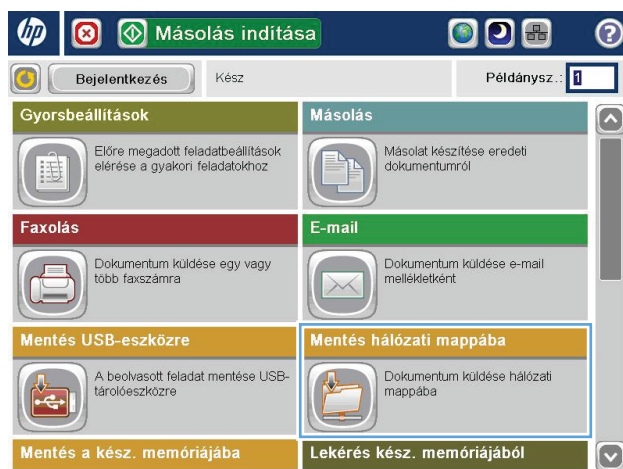 hp
Másolás indítása
?
Bejelentkezés
Kész
Példánysz.: 1
Gyorsbeállítások
Másolás
Előre megadott feladatbeállítások
elérése a gyakori feladatokhoz
Másolat készítése eredeti
dokumentumról
Faxolás
E-mail
Dokumentum küldése egy vagy
több faxszámra
Dokumentum küldése e-mail
mellékletként
Mentés USB-eszközre
Mentés hálózati mappába
A beolvasott feladat mentése USB-
tárolóeszközre
Dokumentum küldése hálózati
mappába
Mentés a kész. memóriájába
Lekérés kész. memóriájából